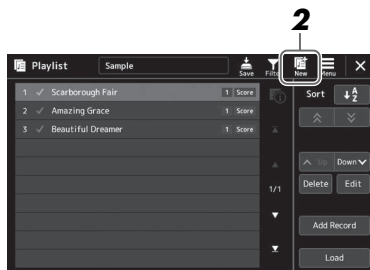 2
Playlist
Sample
Save
Filter
New
Menu
1 Scarborough Fair 1 Score
2 Amazing Grace 1 Score
3 Beautiful Dreamer 1 Score
Sort
A
Z
Up
Down
1/1
Delete
Edit
Add Record
Load